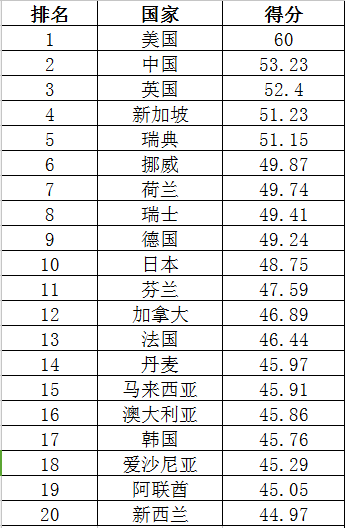 排名 国家 得分
1 美国 60
2 中国 53.23
3 英国 52.4
4 新加坡 51.23
5 瑞典 51.15
6 挪威 49.87
7 荷兰 49.74
8 瑞士 49.41
9 德国 49.24
10 日本 48.75
11 芬兰 47.59
12 加拿大 46.89
13 法国 46.44
14 丹麦 45.97
15 马来西亚 45.91
16 澳大利亚 45.86
17 韩国 45.76
18 爱沙尼亚 45.29
19 阿联酋 45.05
20 新西兰 44.97